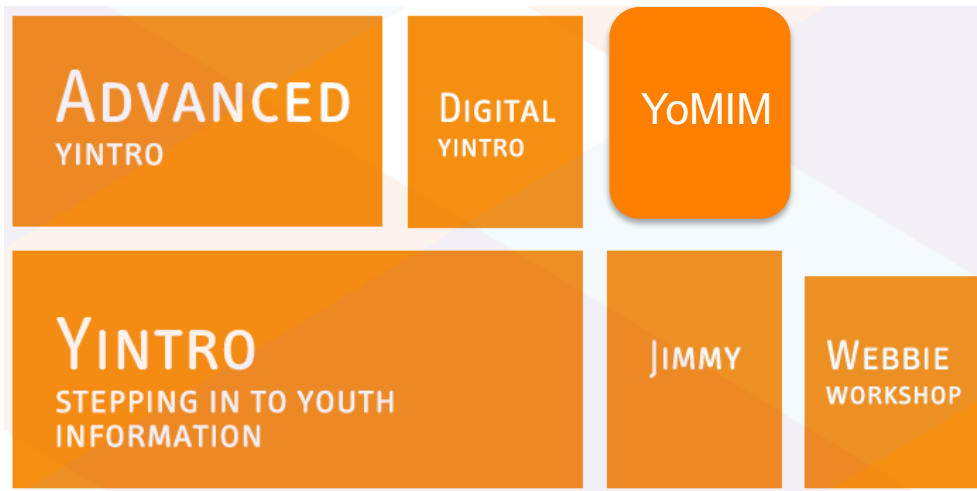 ADVANCED
YINTRO
DIGITAL
YINTRO
YoMIM
YINTRO
STEPPING IN TO YOUTH
INFORMATION
JIMMY
WEBBIE
WORKSHOP